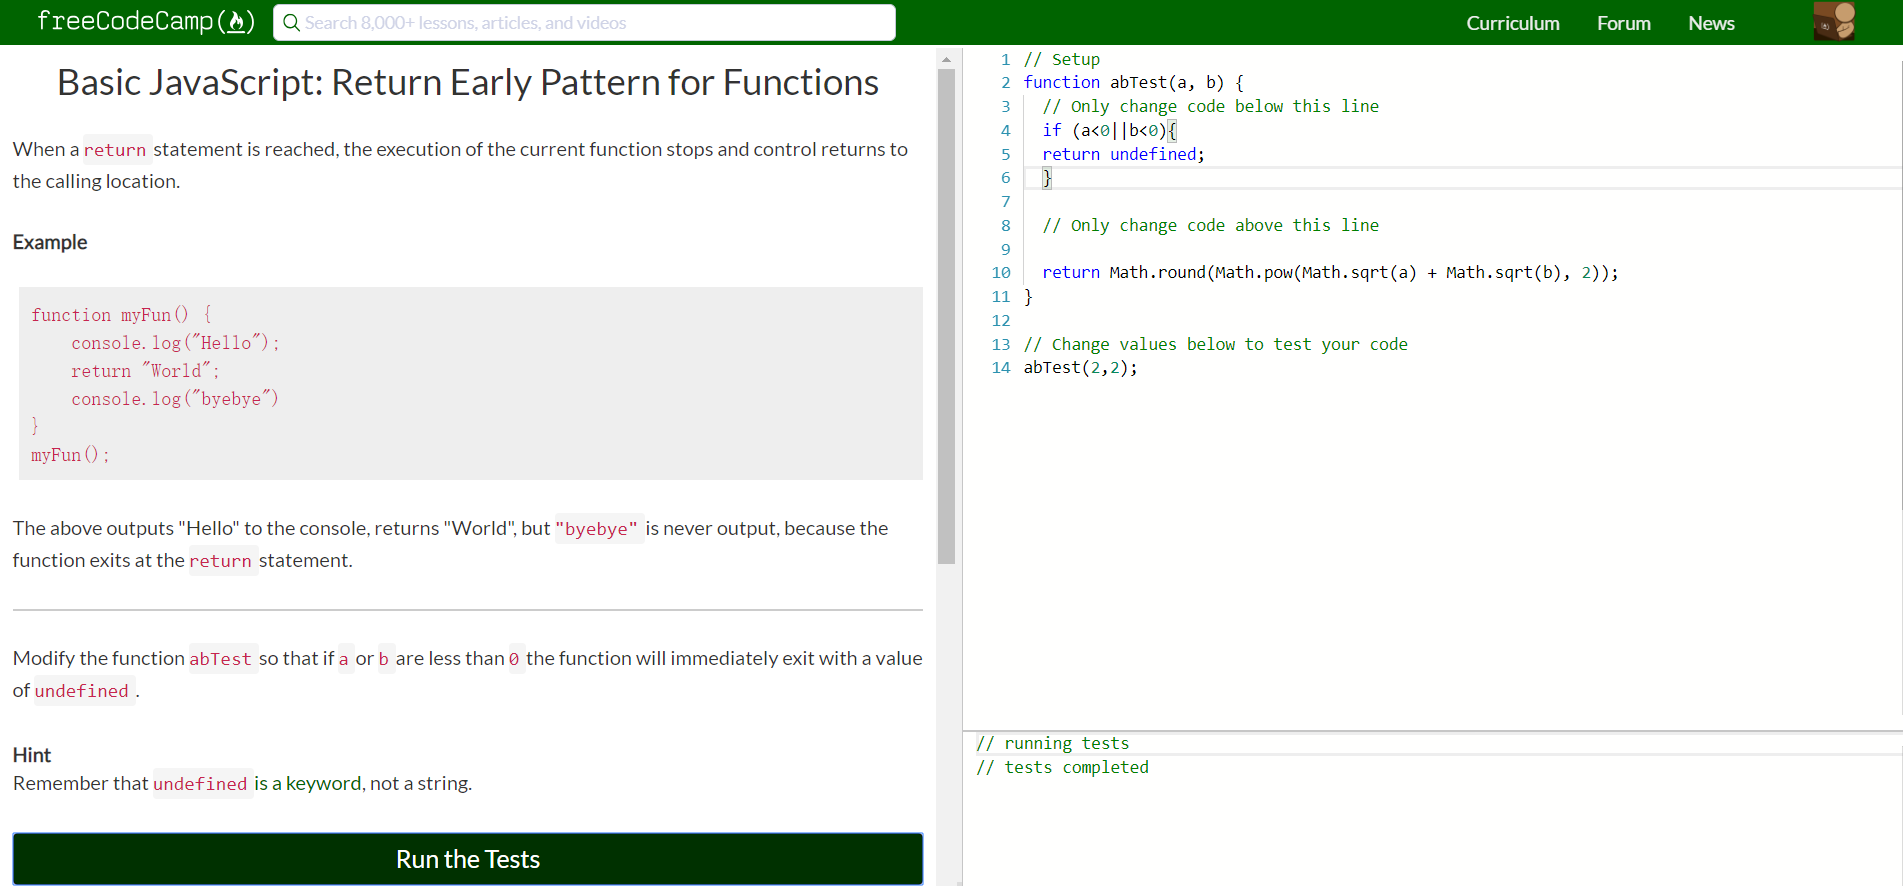 freeCodeCamp(🔥)
Search 8,000+ lessons, articles, and videos
Curriculum
Forum
News
Basic JavaScript: Return Early Pattern for Functions
When a return statement is reached, the execution of the current function stops and control returns to
the calling location.
Example
function myFun() {
    console.log("Hello");
    return "World";
    console.log("byebye")
}
myFun();
The above outputs "Hello" to the console, returns "World", but "byebye" is never output, because the
function exits at the return statement.
Modify the function abTest so that if a or b are less than 0 the function will immediately exit with a value
of undefined .
Hint
Remember that undefined is a keyword, not a string.
Run the Tests
1 // Setup
2 function abTest(a, b) {
3   // Only change code below this line
4   if (a<0||b<0){
5   return undefined;
6   }
7
8   // Only change code above this line
9
10   return Math.round(Math.pow(Math.sqrt(a) + Math.sqrt(b), 2));
11 }
12
13 // Change values below to test your code
14 abTest(2,2);
// running tests
// tests completed